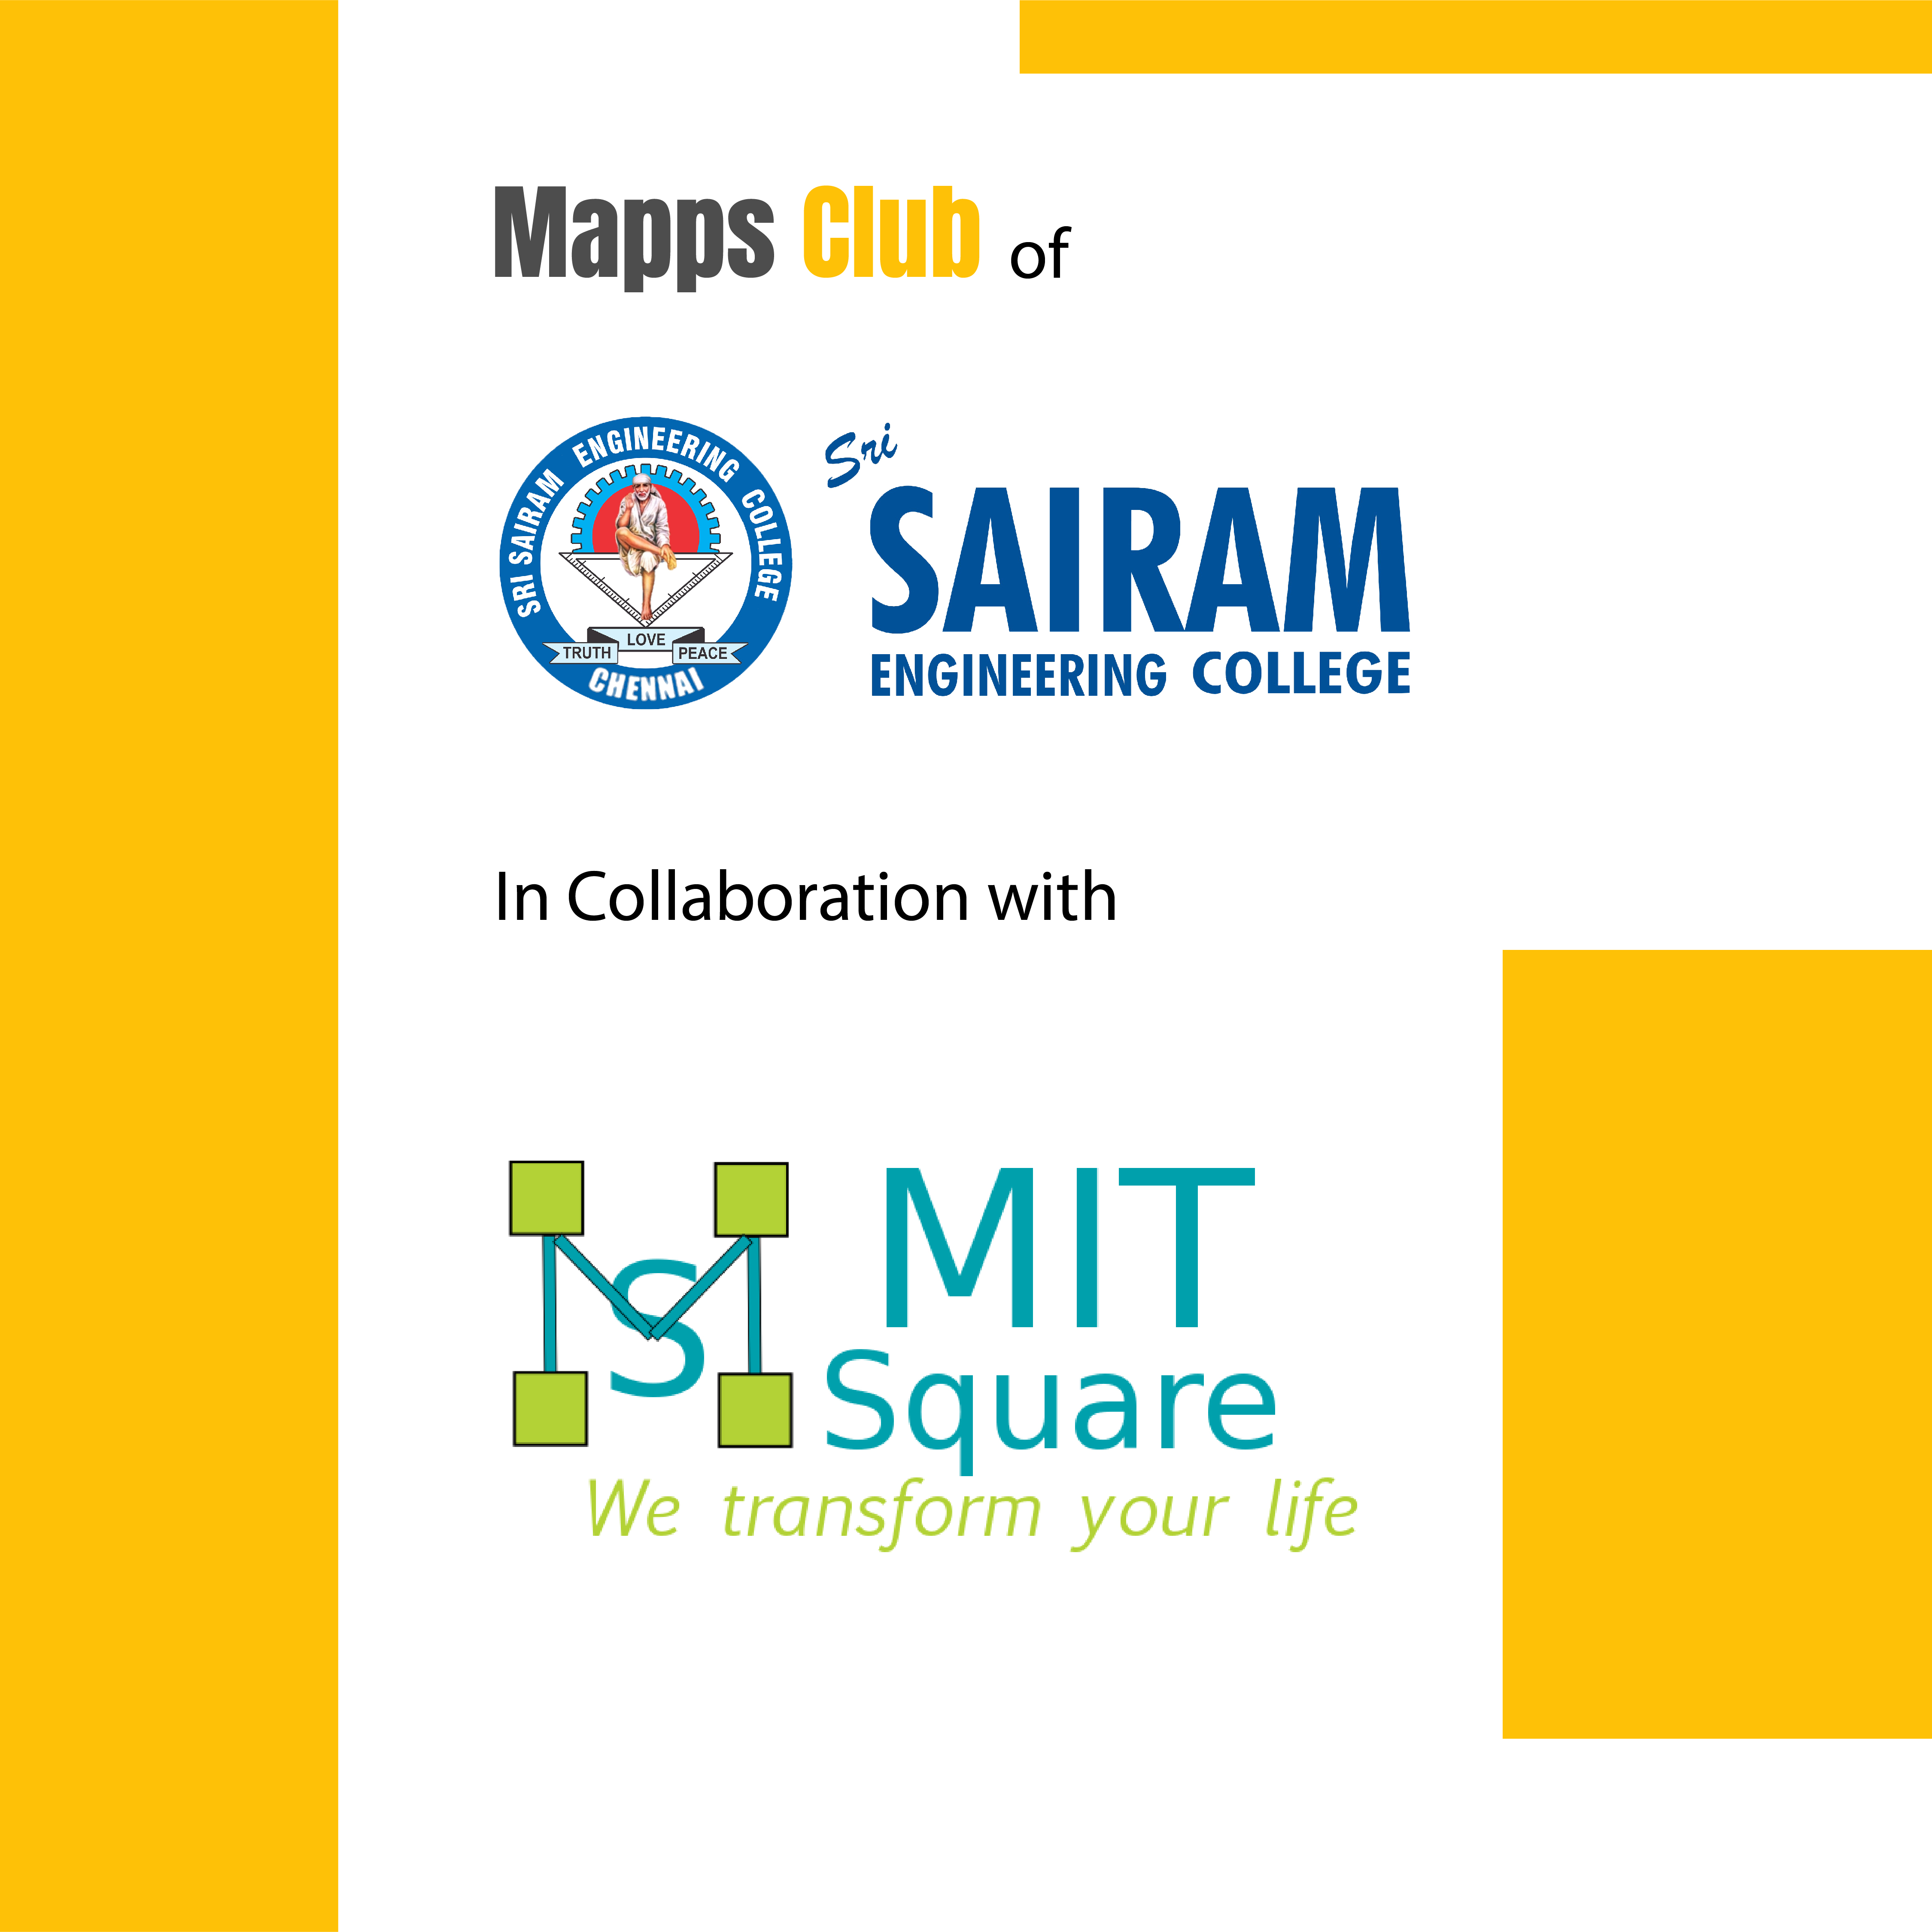 Mapps Club of
SRI SAIRAM ENGINEERING COLLEGE
LOVE
TRUTH PEACE
CHENNAI
Sri
SAIRAM
ENGINEERING COLLEGE
In Collaboration with
S
MIT
Square
We transform your life